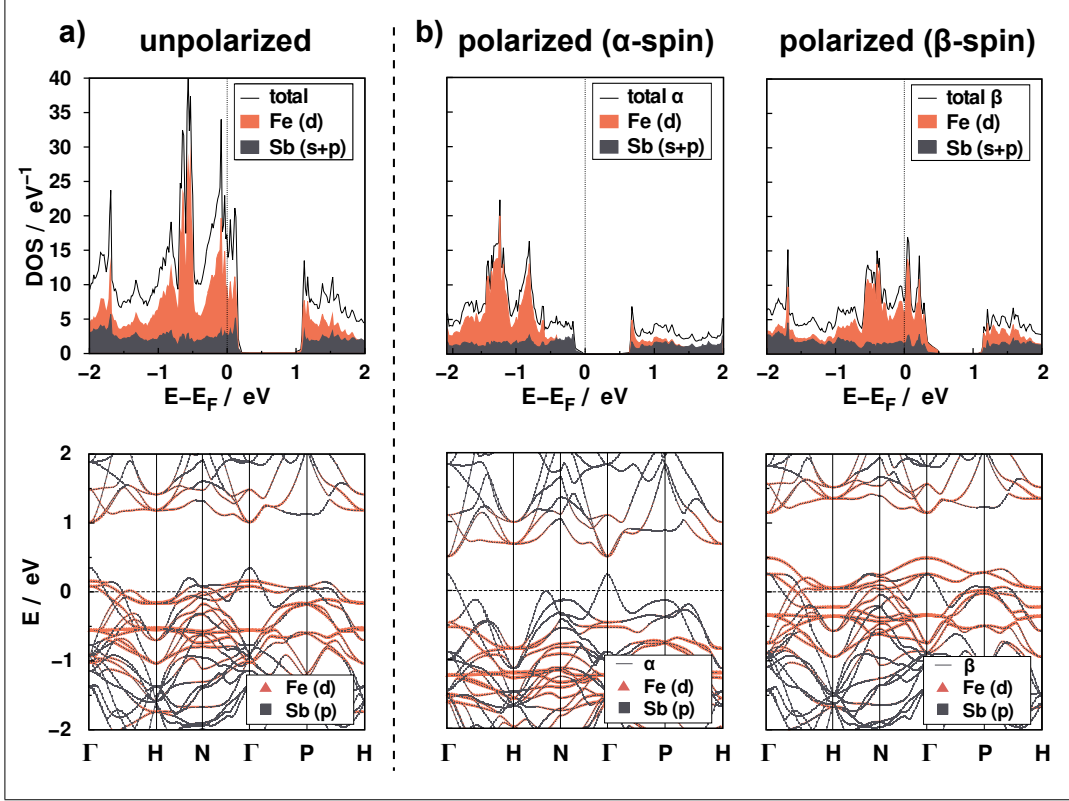 a) unpolarized
b) polarized (α-spin)
polarized (β-spin)
total
Fe (d)
Sb (s+p)
total α
Fe (d)
Sb (s+p)
total β
Fe (d)
Sb (s+p)
DOS / eV⁻¹
40
35
30
25
20
15
10
5
0
−2 −1 0 1 2
E−E_F / eV
−2 −1 0 1 2
E−E_F / eV
−2 −1 0 1 2
E−E_F / eV
E / eV
2
1
0
−1
−2
Fe (d)
Sb (p)
α
Fe (d)
Sb (p)
β
Fe (d)
Sb (p)
Γ H N Γ P H
Γ H N Γ P H
Γ H N Γ P H